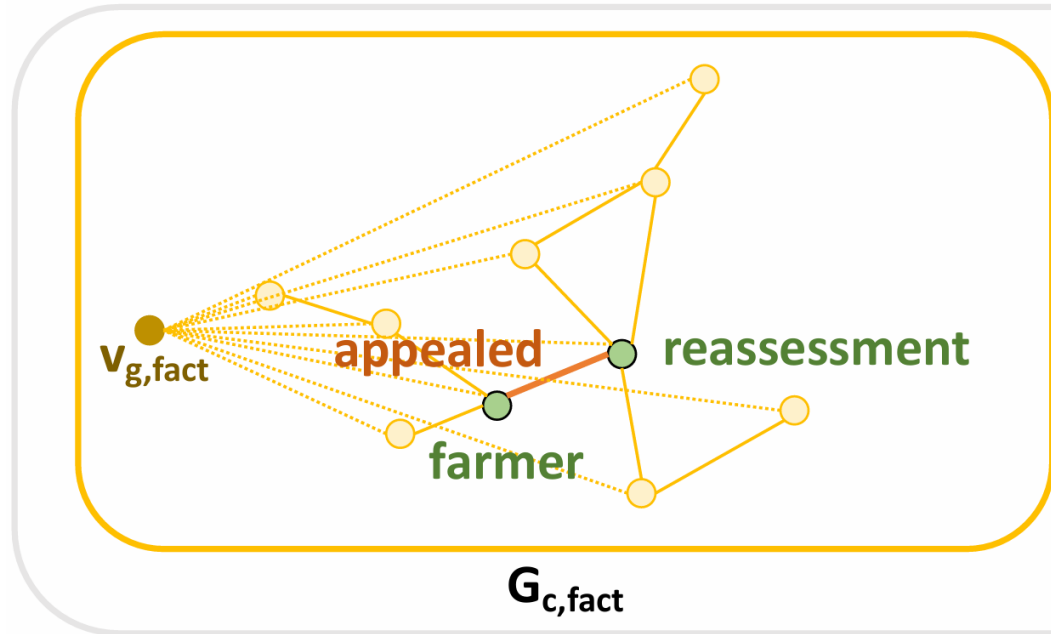 appealed
reassessment
v_g,fact
farmer
G_c,fact